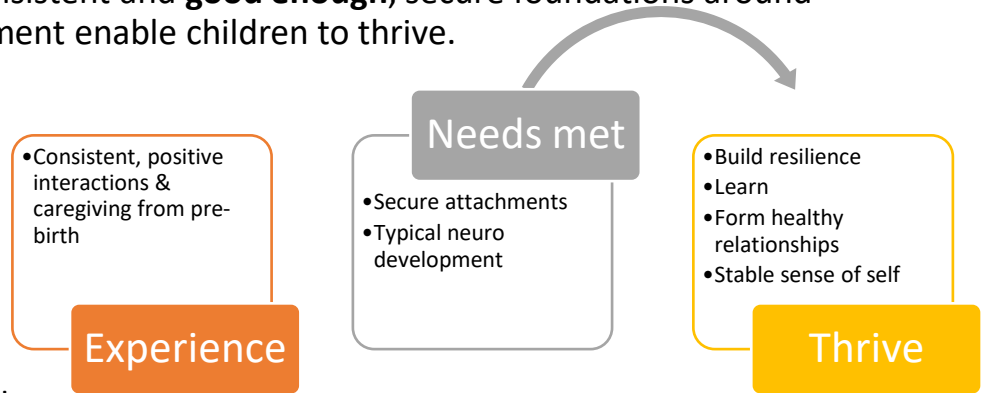 good enough, secure foundations around
enable children to thrive.
Needs met
•Consistent, positive
interactions &
caregiving from pre-
birth
•Secure attachments
•Typical neuro
development
•Build resilience
•Learn
•Form healthy
relationships
•Stable sense of self
Experience
Thrive